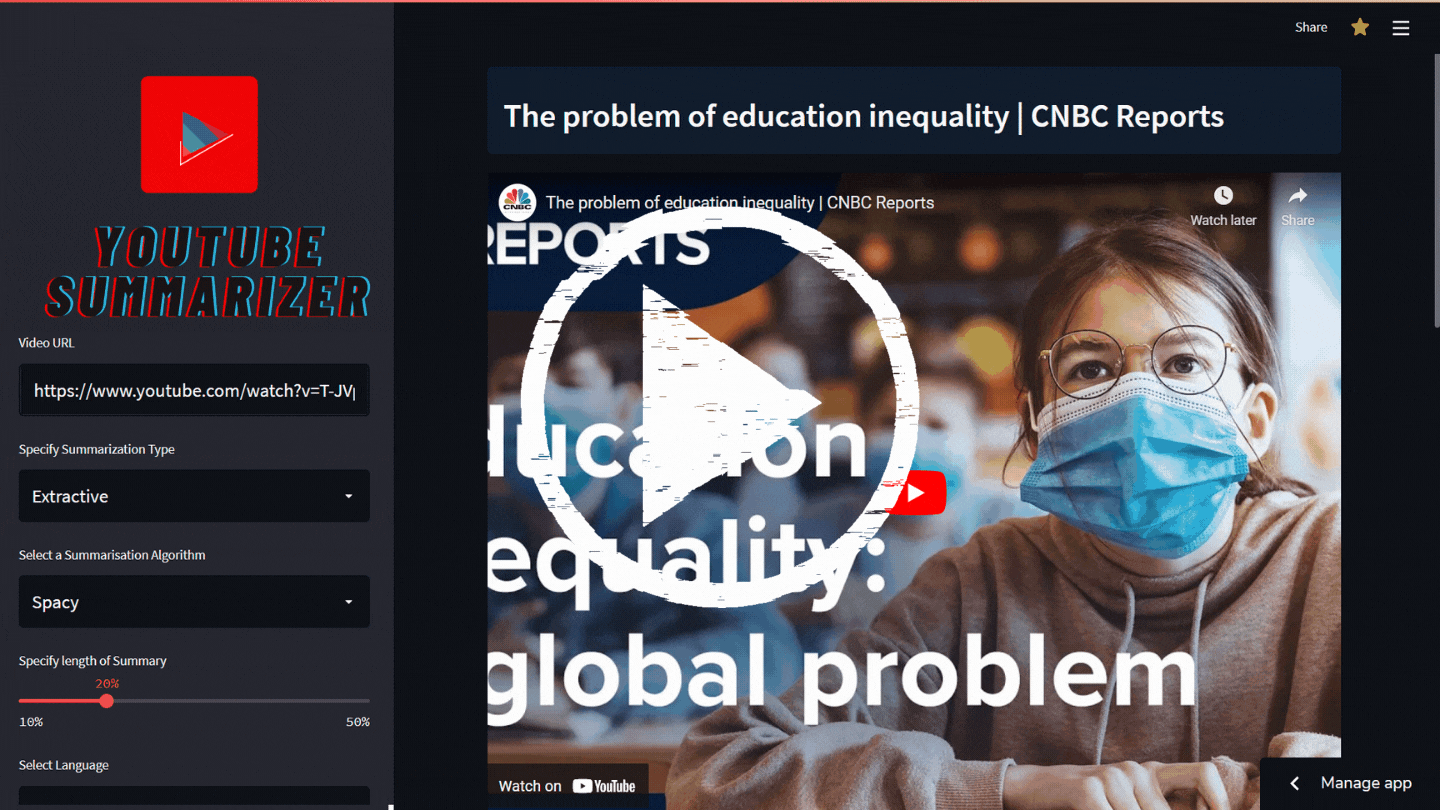 Share
YOUTUBE
SUMMARIZER
Video URL
https://www.youtube.com/watch?v=T-JV
Specify Summarization Type
Extractive
Select a Summarisation Algorithm
Spacy
Specify length of Summary
20%
10% 50%
Select Language
The problem of education inequality | CNBC Reports
CNBC
The problem of education inequality | CNBC Reports
Watch later
Share
REPORTS
ducation
equality:
global problem
Watch on YouTube
Manage app